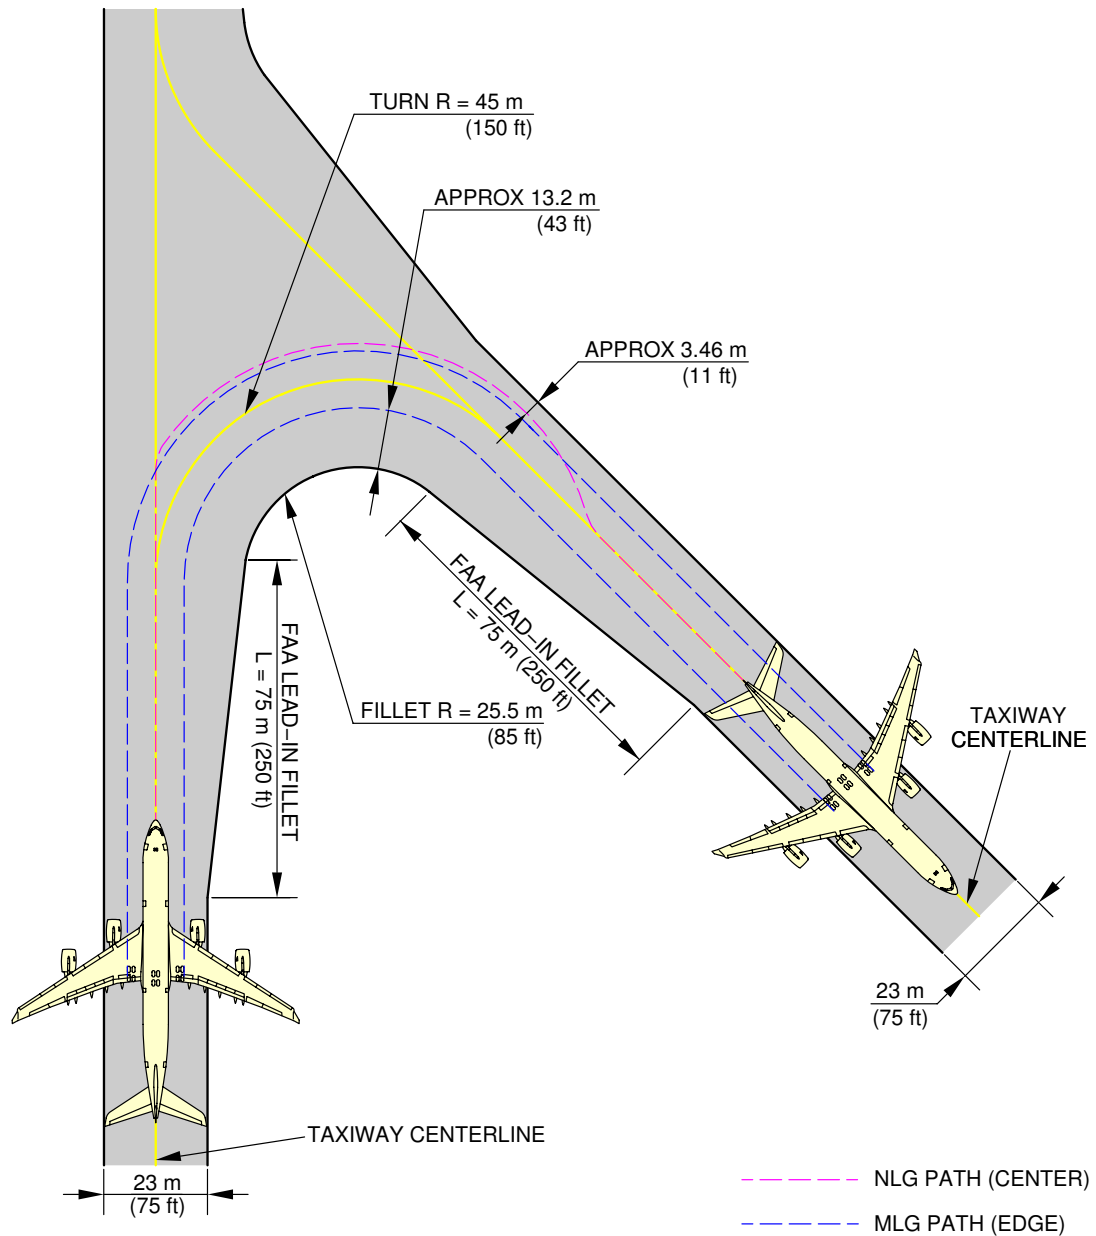 TURN R = 45 m
(150 ft)
APPROX 13.2 m
(43 ft)
APPROX 3.46 m
(11 ft)
FAA LEAD–IN FILLET
L = 75 m (250 ft)
FAA LEAD–IN FILLET
L = 75 m (250 ft)
FILLET R = 25.5 m
(85 ft)
TAXIWAY
CENTERLINE
23 m
(75 ft)
TAXIWAY CENTERLINE
23 m
(75 ft)
NLG PATH (CENTER)
MLG PATH (EDGE)